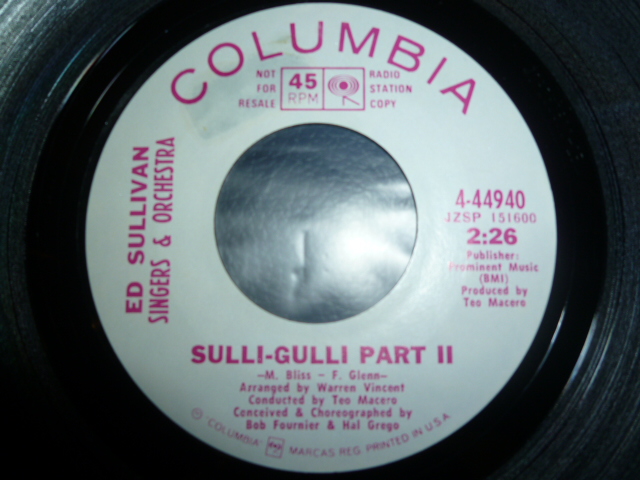 COLUMBIA
NOT FOR RESALE
45 RPM
RADIO STATION COPY
ED SULLIVAN
SINGERS & ORCHESTRA
4-44940
JZSP 151600
2:26
Publisher:
Prominent Music
(BMI)
Produced by
Teo Macero
SULLI-GULLI PART II
—M. Bliss — F. Glenn—
Arranged by Warren Vincent
Conducted by Teo Macero
Conceived & Choreographed by
Bob Fournier & Hal Grego
℗ "COLUMBIA" MARCAS REG. PRINTED IN U.S.A.